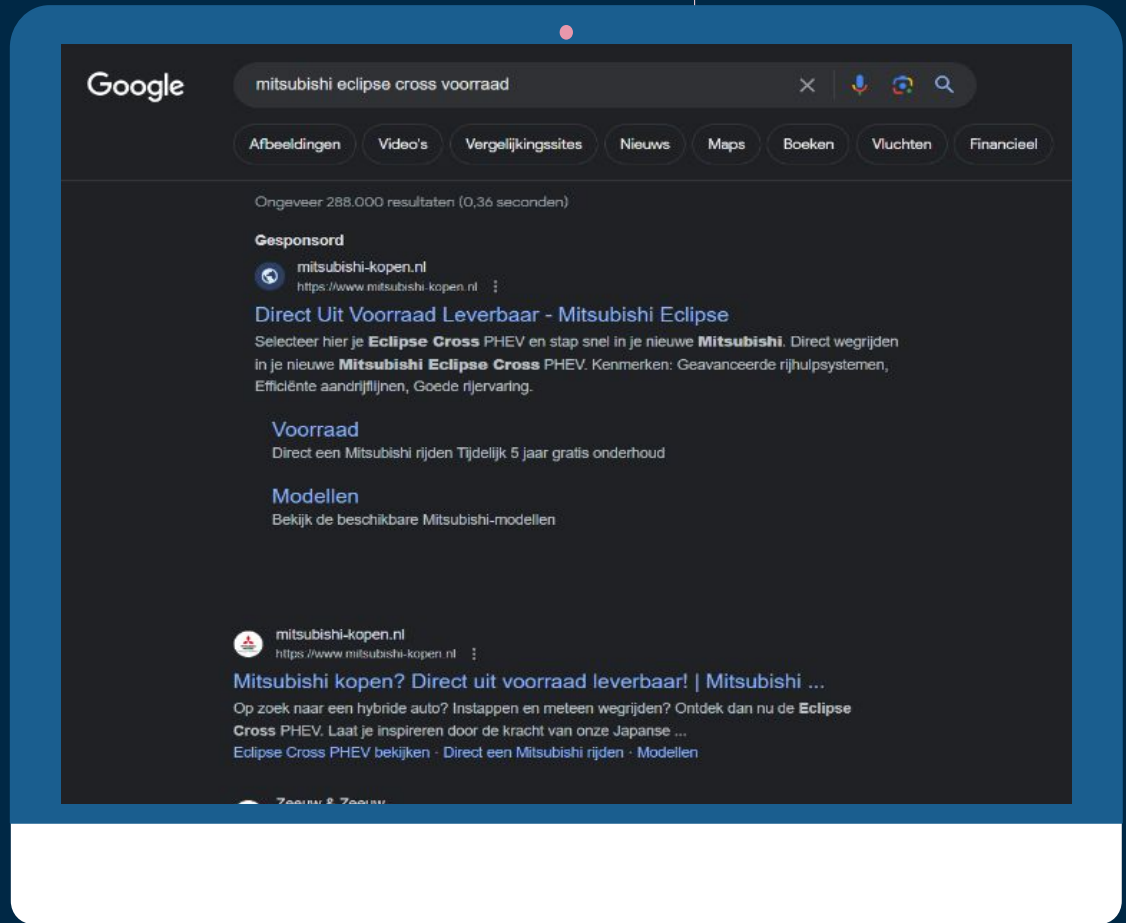 Google
mitsubishi eclipse cross voorraad
Afbeeldingen Video's Vergelijkingssites Nieuws Maps Boeken Vluchten Financieel
Ongeveer 288.000 resultaten (0,36 seconden)
Gesponsord
mitsubishi-kopen.nl
https://www.mitsubishi-kopen.nl
Direct Uit Voorraad Leverbaar - Mitsubishi Eclipse
Selecteer hier je Eclipse Cross PHEV en stap snel in je nieuwe Mitsubishi. Direct wegrijden
in je nieuwe Mitsubishi Eclipse Cross PHEV. Kenmerken: Geavanceerde rijhulpsystemen,
Efficiënte aandrijflijnen, Goede rijervaring.
Voorraad
Direct een Mitsubishi rijden Tijdelijk 5 jaar gratis onderhoud
Modellen
Bekijk de beschikbare Mitsubishi-modellen
mitsubishi-kopen.nl
https://www.mitsubishi-kopen.nl
Mitsubishi kopen? Direct uit voorraad leverbaar! | Mitsubishi ...
Op zoek naar een hybride auto? Instappen en meteen wegrijden? Ontdek dan nu de Eclipse
Cross PHEV. Laat je inspireren door de kracht van onze Japanse ...
Eclipse Cross PHEV bekijken · Direct een Mitsubishi rijden · Modellen
Zeeuw & Zeeuw